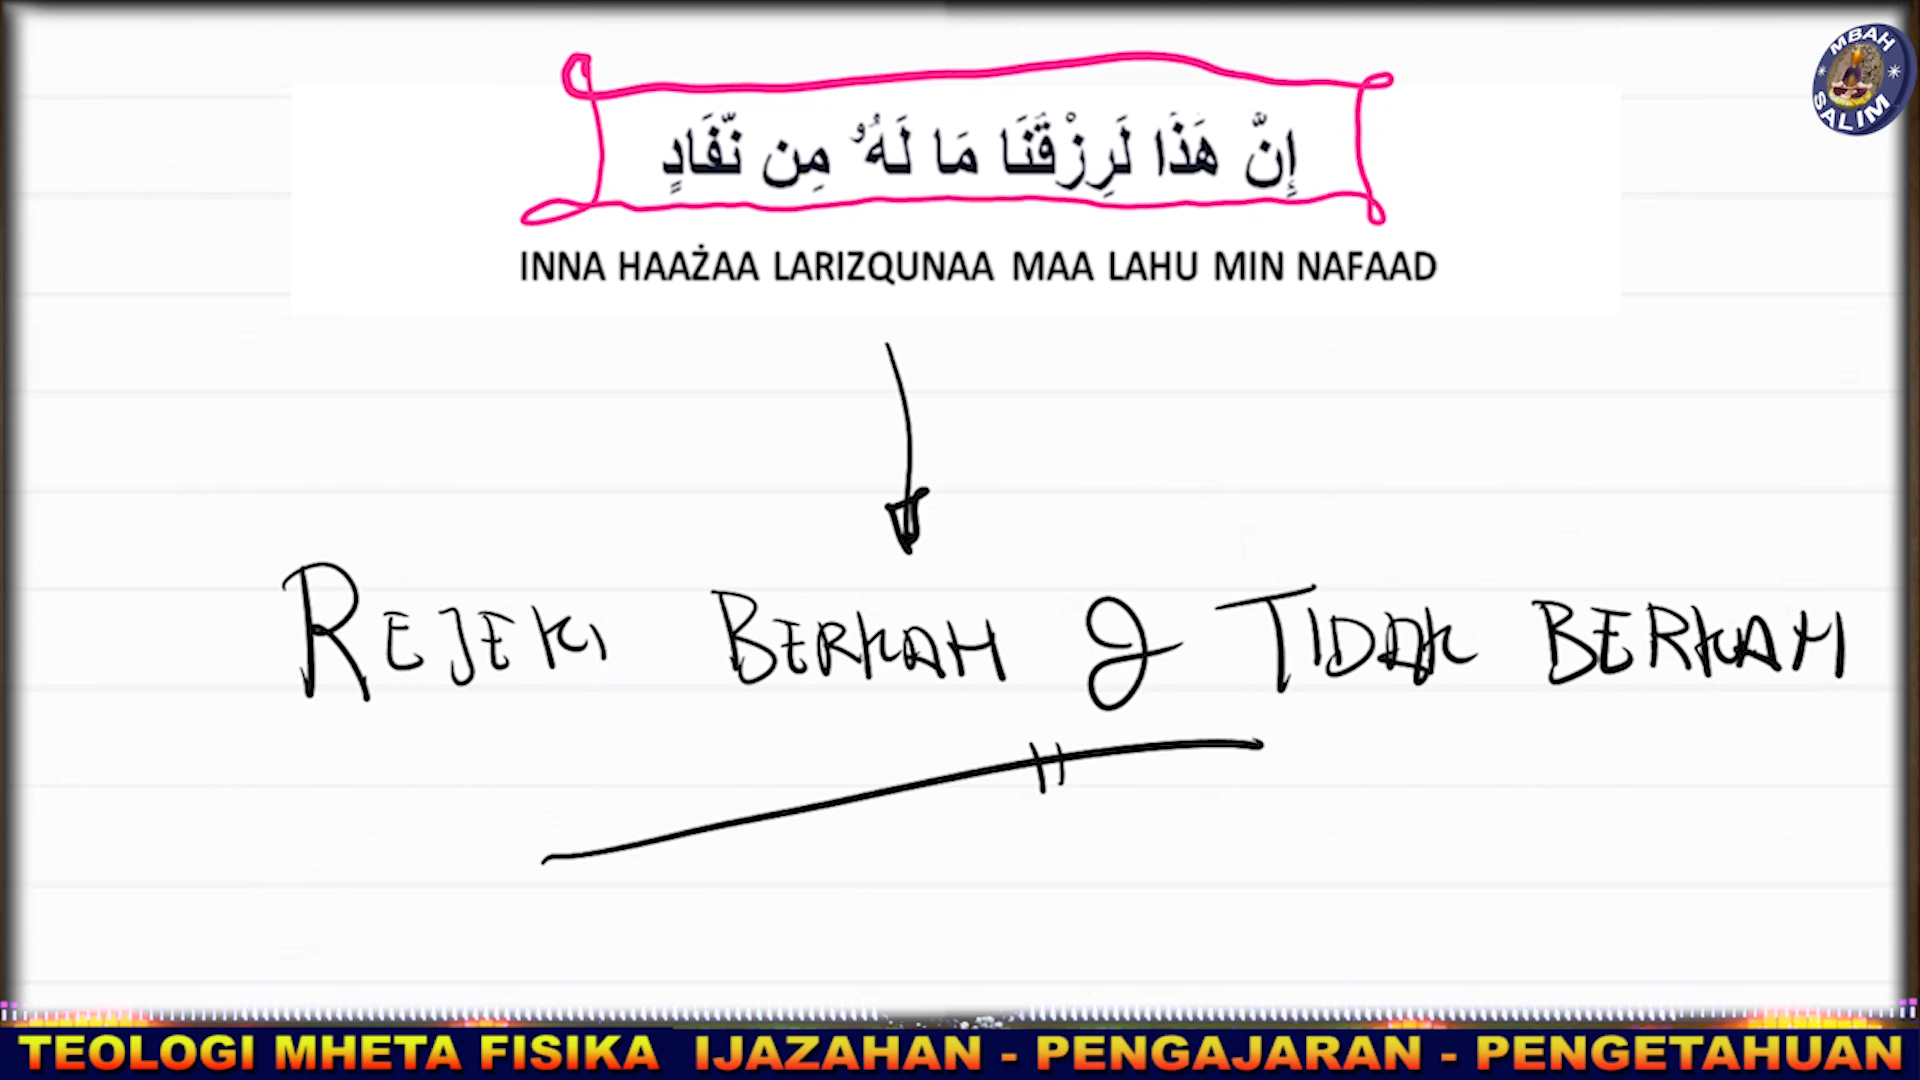 MBAH SALIM
إِنَّ هَذَا لَرِزْقُنَا مَا لَهُۥ مِن نَّفَادٍ
INNA HAAŻAA LARIZQUNAA MAA LAHU MIN NAFAAD
REJEKI BERKAH & TIDAK BERKAH
TEOLOGI MHETA FISIKA IJAZAHAN - PENGAJARAN - PENGETAHUAN